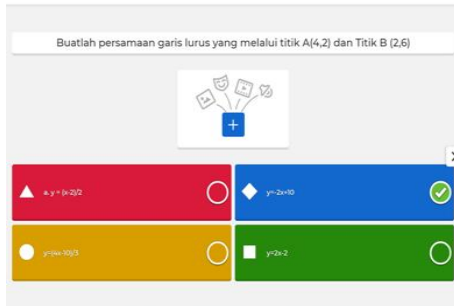 Buatlah persamaan garis lurus yang melalui titik A(4,2) dan Titik B (2,6)
a. y = (x-2)/2
y=-2x+10
y=(4x-10)/3
y=2x-2